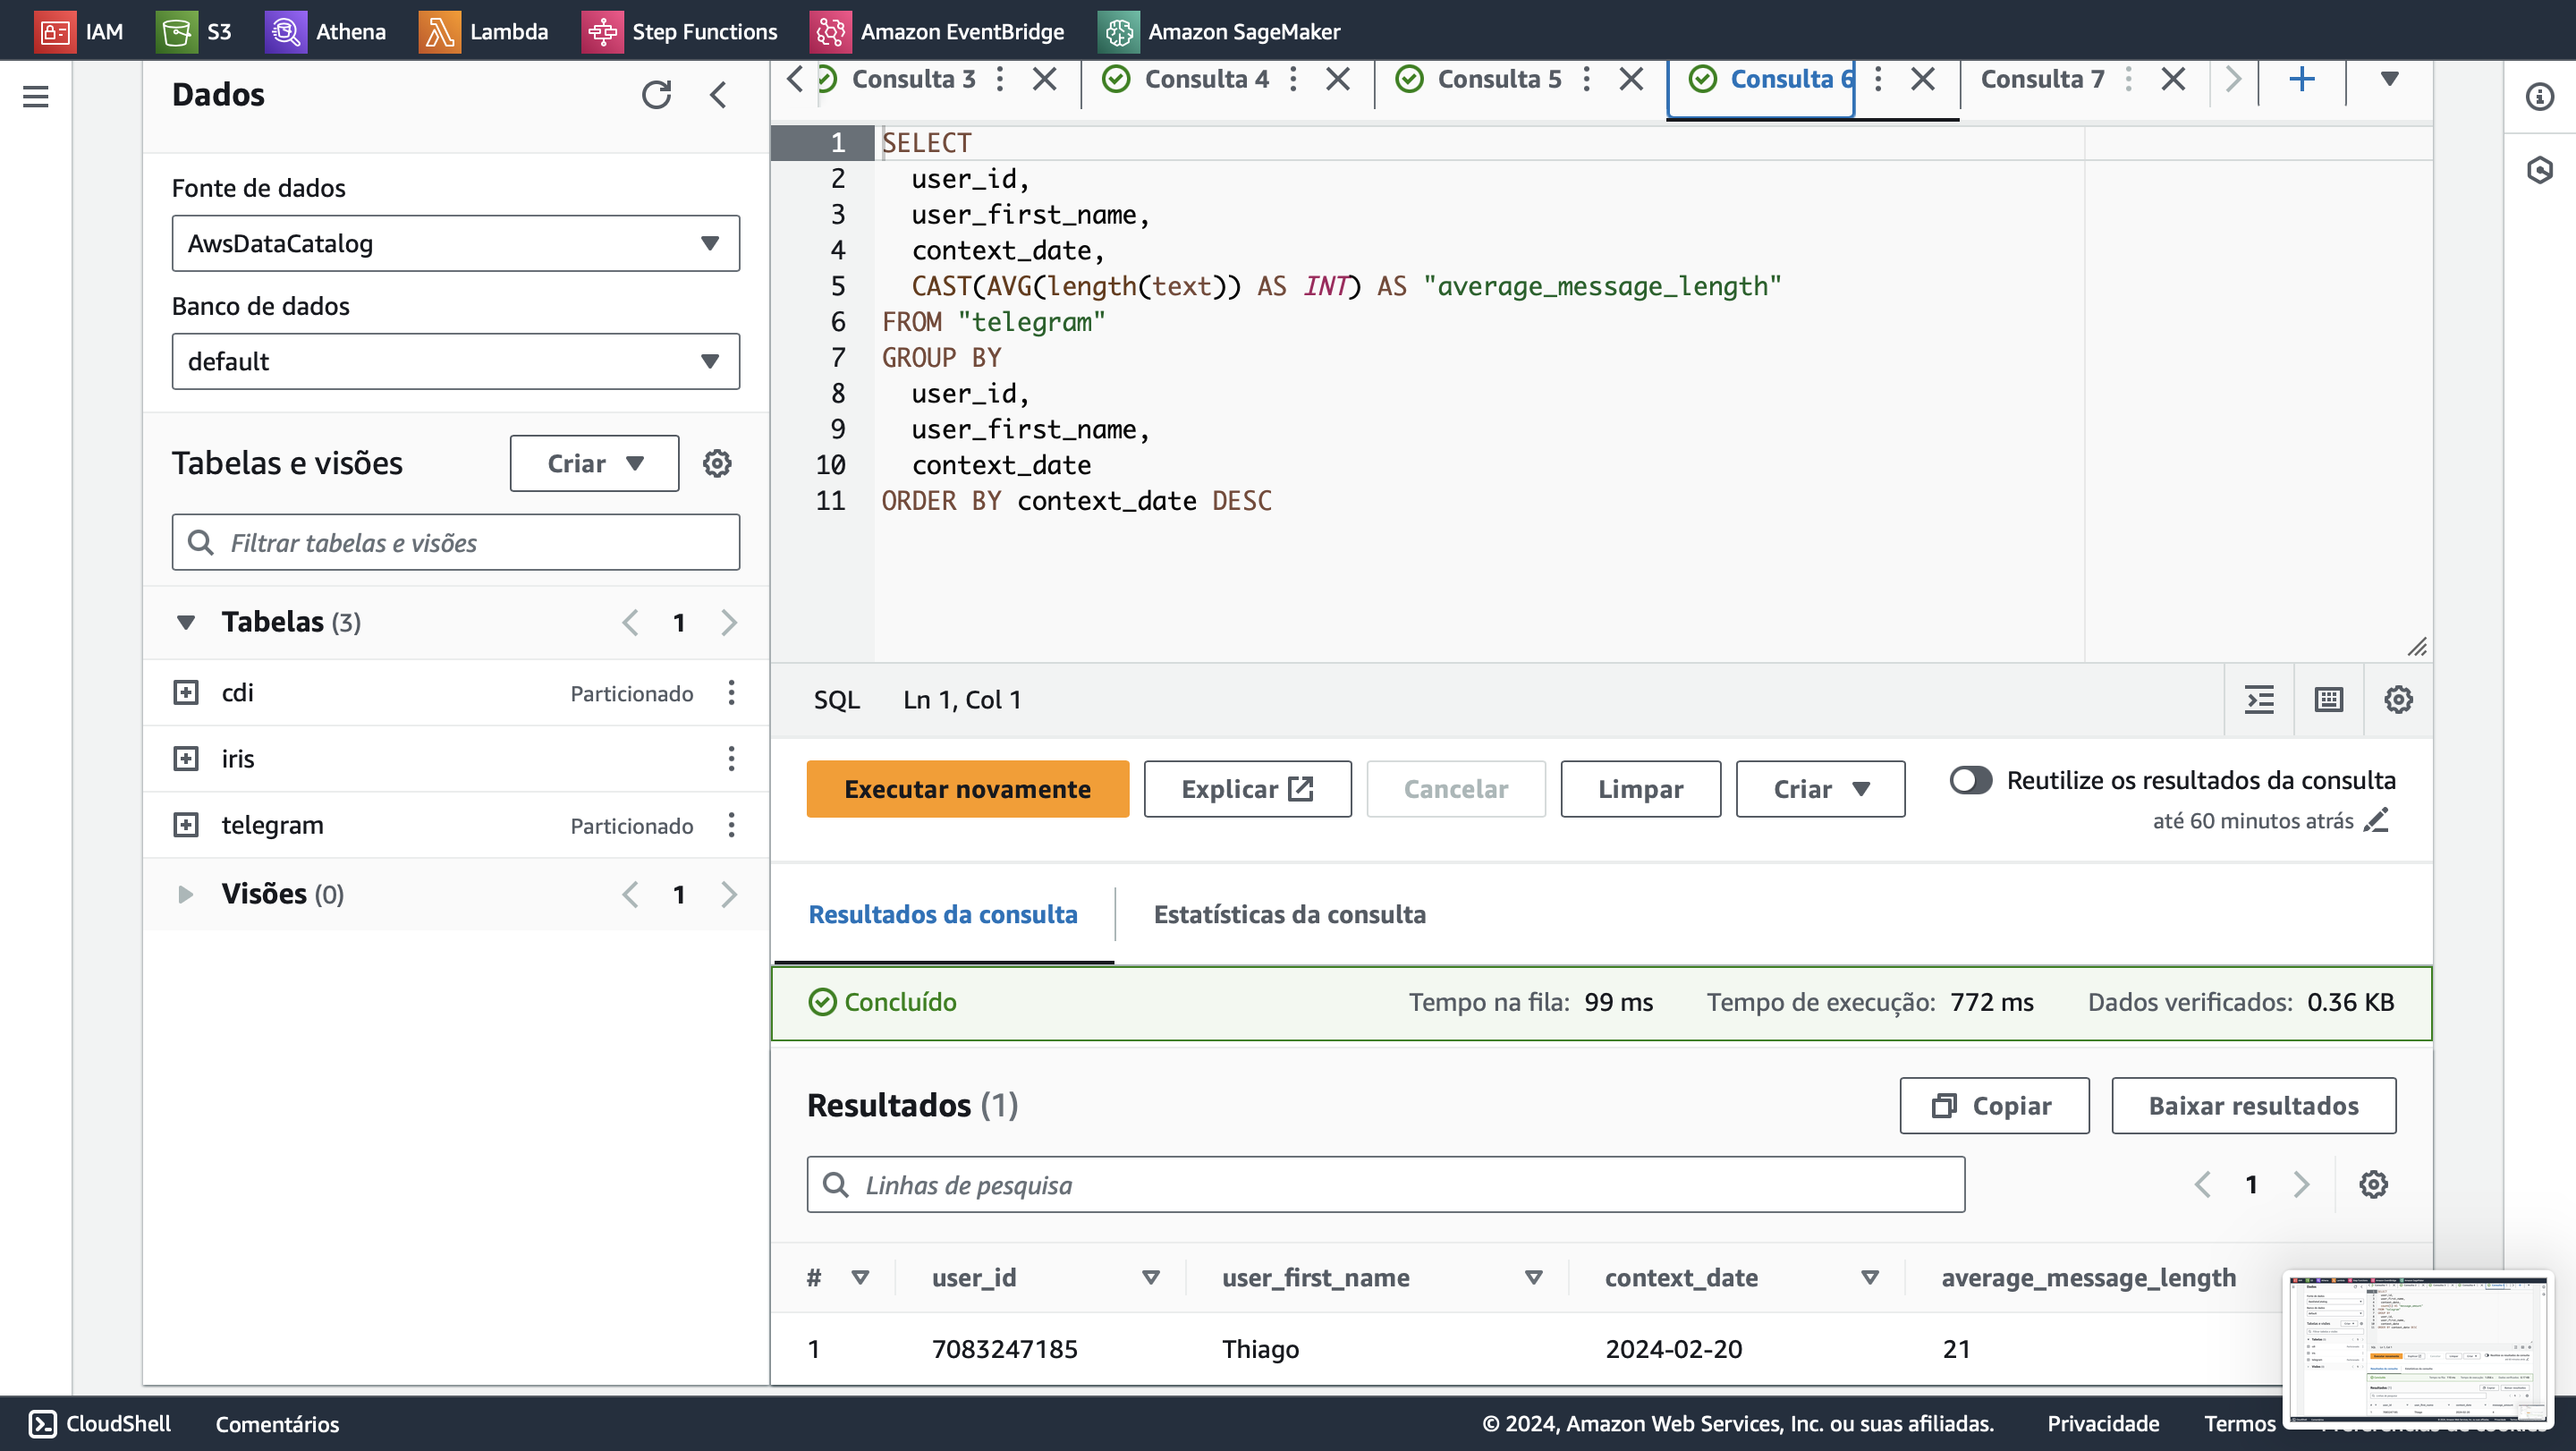 IAM S3 Athena Lambda Step Functions Amazon EventBridge Amazon SageMaker
Dados
Fonte de dados
AwsDataCatalog
Banco de dados
default
Tabelas e visões
Criar
Filtrar tabelas e visões
Tabelas (3) 1
cdi Particionado
iris
telegram Particionado
Visões (0) 1
Consulta 3 Consulta 4 Consulta 5 Consulta 6 Consulta 7
1 SELECT
2 user_id,
3 user_first_name,
4 context_date,
5 CAST(AVG(length(text)) AS INT) AS "average_message_length"
6 FROM "telegram"
7 GROUP BY
8 user_id,
9 user_first_name,
10 context_date
11 ORDER BY context_date DESC
SQL Ln 1, Col 1
Executar novamente Explicar Cancelar Limpar Criar Reutilize os resultados da consulta
até 60 minutos atrás
Resultados da consulta Estatísticas da consulta
Concluído Tempo na fila: 99 ms Tempo de execução: 772 ms Dados verificados: 0.36 KB
Resultados (1) Copiar Baixar resultados
Linhas de pesquisa 1
# user_id user_first_name context_date average_message_length
1 7083247185 Thiago 2024-02-20 21
CloudShell Comentários © 2024, Amazon Web Services, Inc. ou suas afiliadas. Privacidade Termos